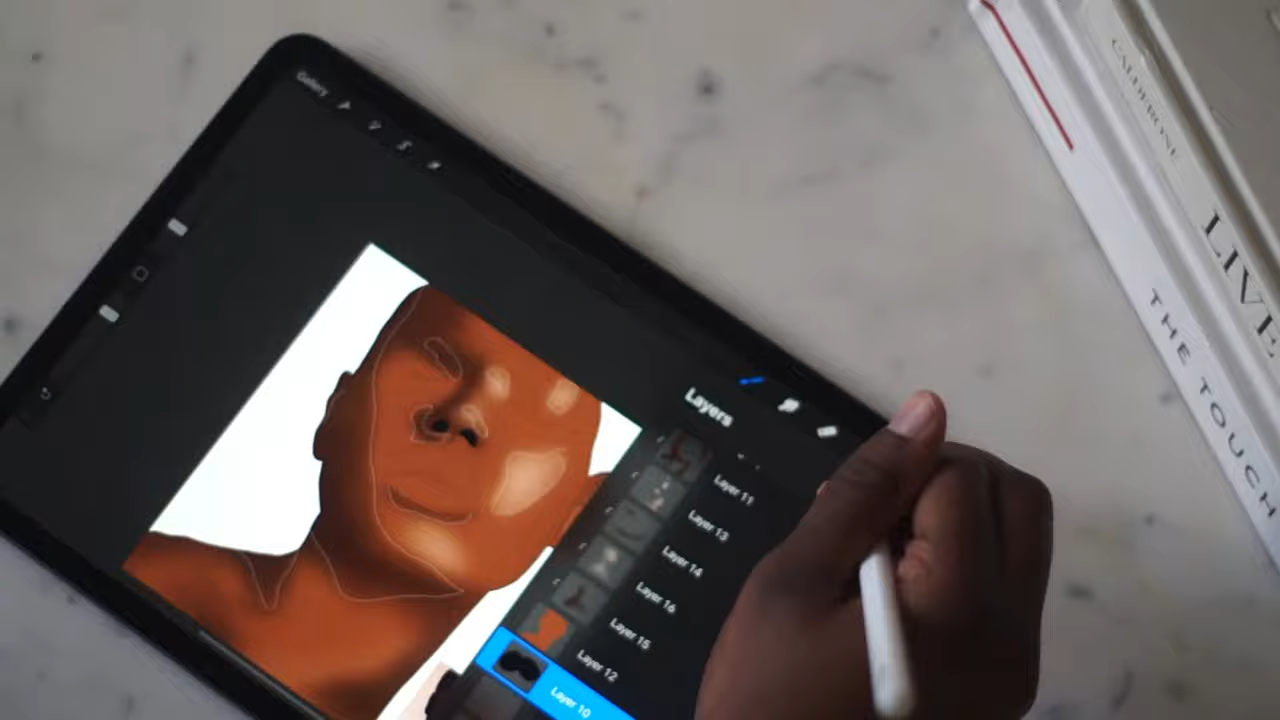 Gallery
Layers
Layer 11
Layer 13
Layer 14
Layer 16
Layer 15
Layer 12
Layer 10
CALDERONE
LIVE
THE TOUCH